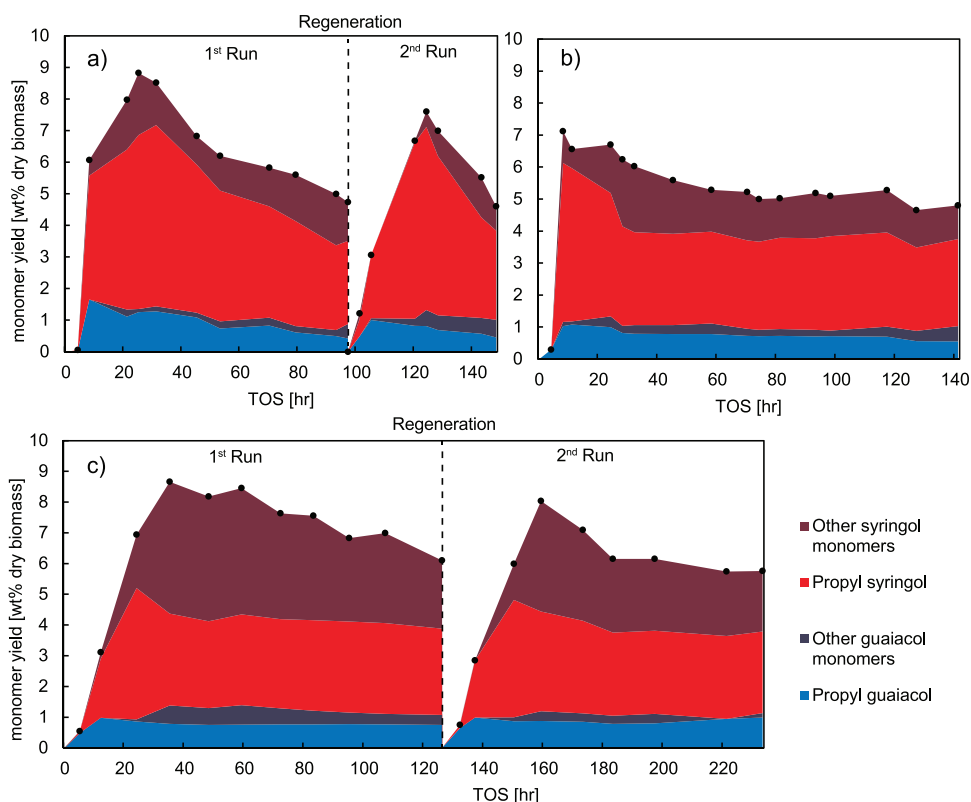 Regeneration
a)
1st Run
2nd Run
monomer yield [wt% dry biomass]
10
9
8
7
6
5
4
3
2
1
0
0 20 40 60 80 100 120 140
TOS [hr]
b)
10
9
8
7
6
5
4
3
2
1
0
0 20 40 60 80 100 120 140
TOS [hr]
Regeneration
c)
1st Run
2nd Run
monomer yield [wt% dry biomass]
10
9
8
7
6
5
4
3
2
1
0
0 20 40 60 80 100 120 140 160 180 200 220
TOS [hr]
Other syringol
monomers
Propyl syringol
Other guaiacol
monomers
Propyl guaiacol